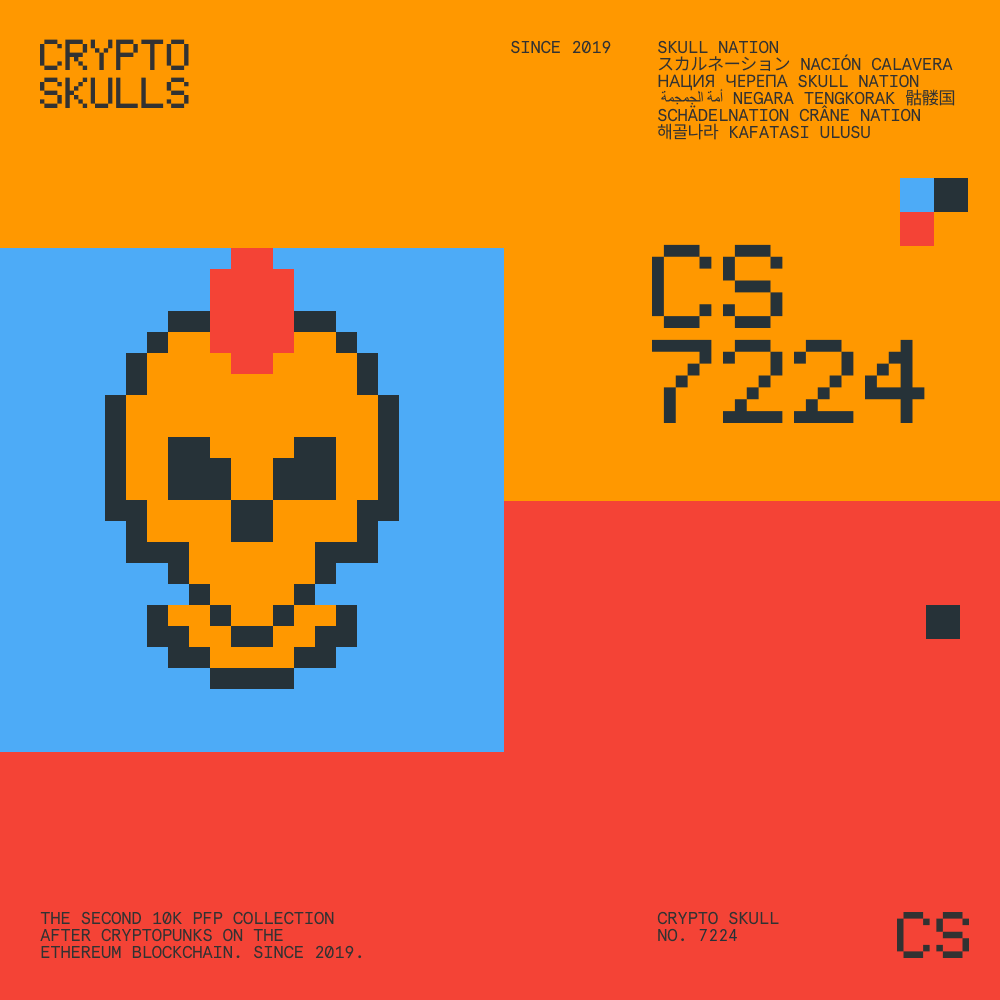 CRYPTO
SKULLS
SINCE 2019
SKULL NATION
スカルネーション NACIÓN CALAVERA
НАЦИЯ ЧЕРЕПА SKULL NATION
أمة الجمجمة NEGARA TENGKORAK 骷髅国
SCHÄDELNATION CRÂNE NATION
해골나라 KAFATASI ULUSU
CS
7224
THE SECOND 10K PFP COLLECTION
AFTER CRYPTOPUNKS ON THE
ETHEREUM BLOCKCHAIN. SINCE 2019.
CRYPTO SKULL
NO. 7224
CS